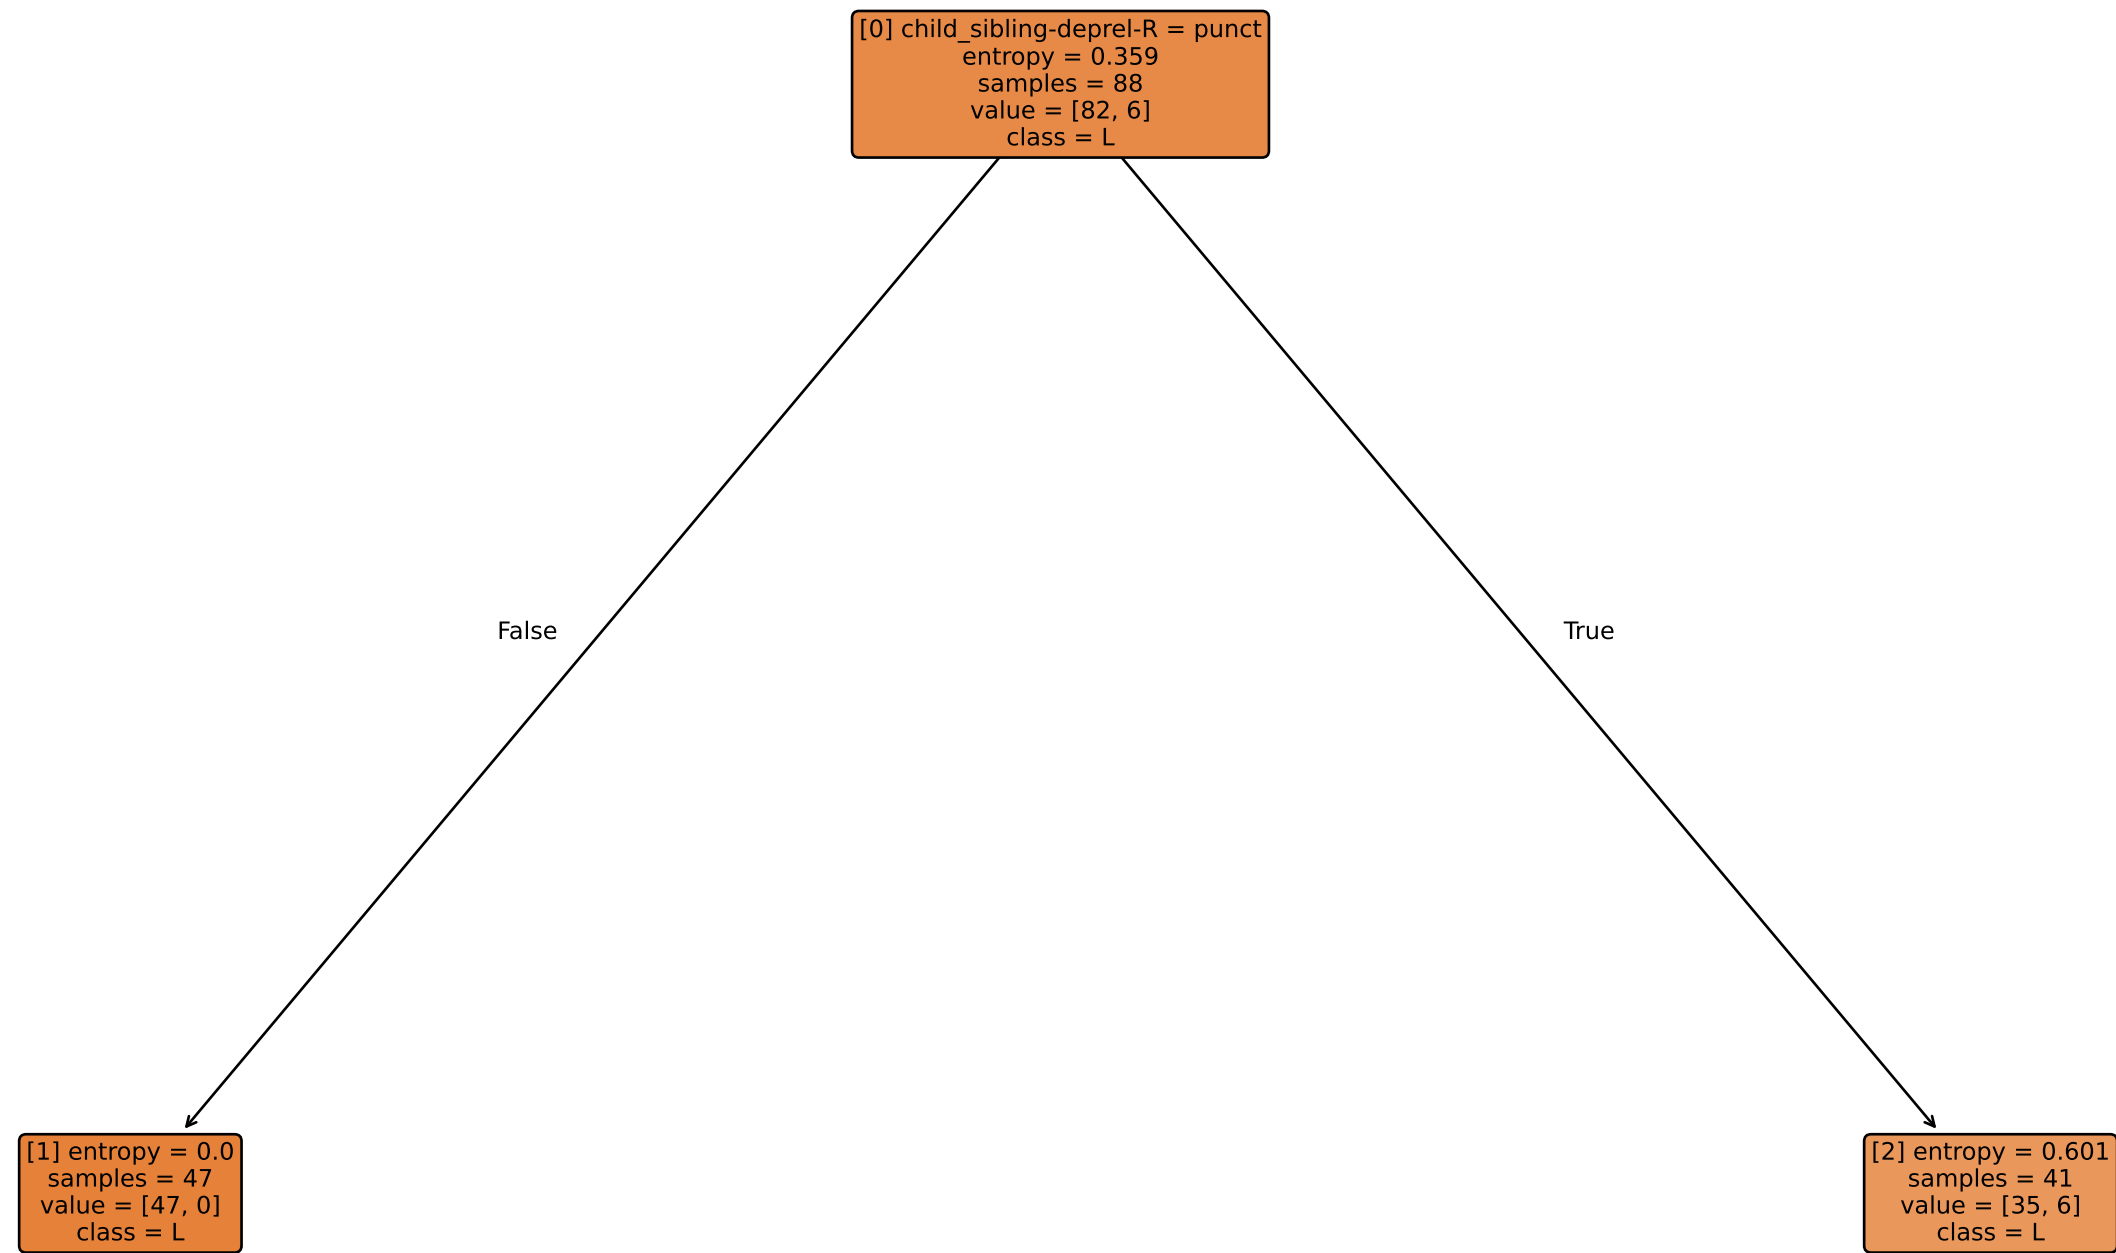 [0] child_sibling-deprel-R = punct
entropy = 0.359
samples = 88
value = [82, 6]
class = L
False
True
[1] entropy = 0.0
samples = 47
value = [47, 0]
class = L
[2] entropy = 0.601
samples = 41
value = [35, 6]
class = L